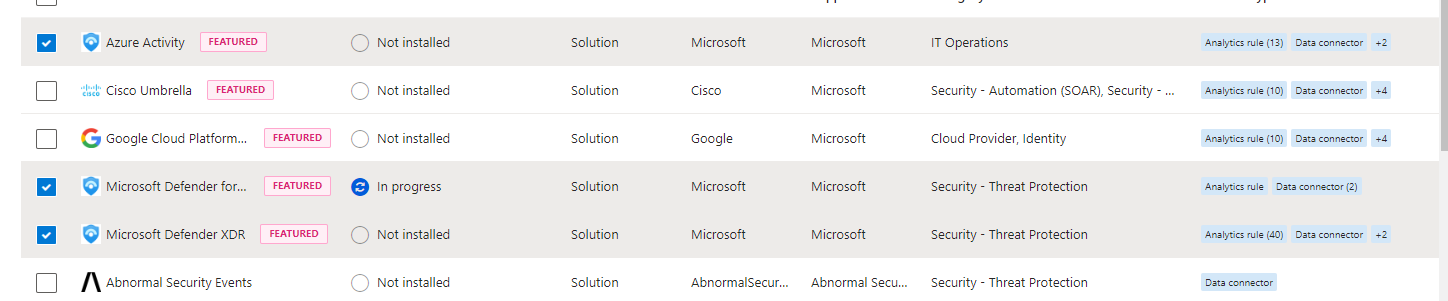 Azure Activity FEATURED Not installed Solution Microsoft Microsoft IT Operations Analytics rule (13) Data connector +2
CISCO Cisco Umbrella FEATURED Not installed Solution Cisco Microsoft Security - Automation (SOAR), Security - ... Analytics rule (10) Data connector +4
Google Cloud Platform... FEATURED Not installed Solution Google Microsoft Cloud Provider, Identity Analytics rule (10) Data connector +4
Microsoft Defender for... FEATURED In progress Solution Microsoft Microsoft Security - Threat Protection Analytics rule Data connector (2)
Microsoft Defender XDR FEATURED Not installed Solution Microsoft Microsoft Security - Threat Protection Analytics rule (40) Data connector +2
Abnormal Security Events Not installed Solution AbnormalSecur... Abnormal Secu... Security - Threat Protection Data connector